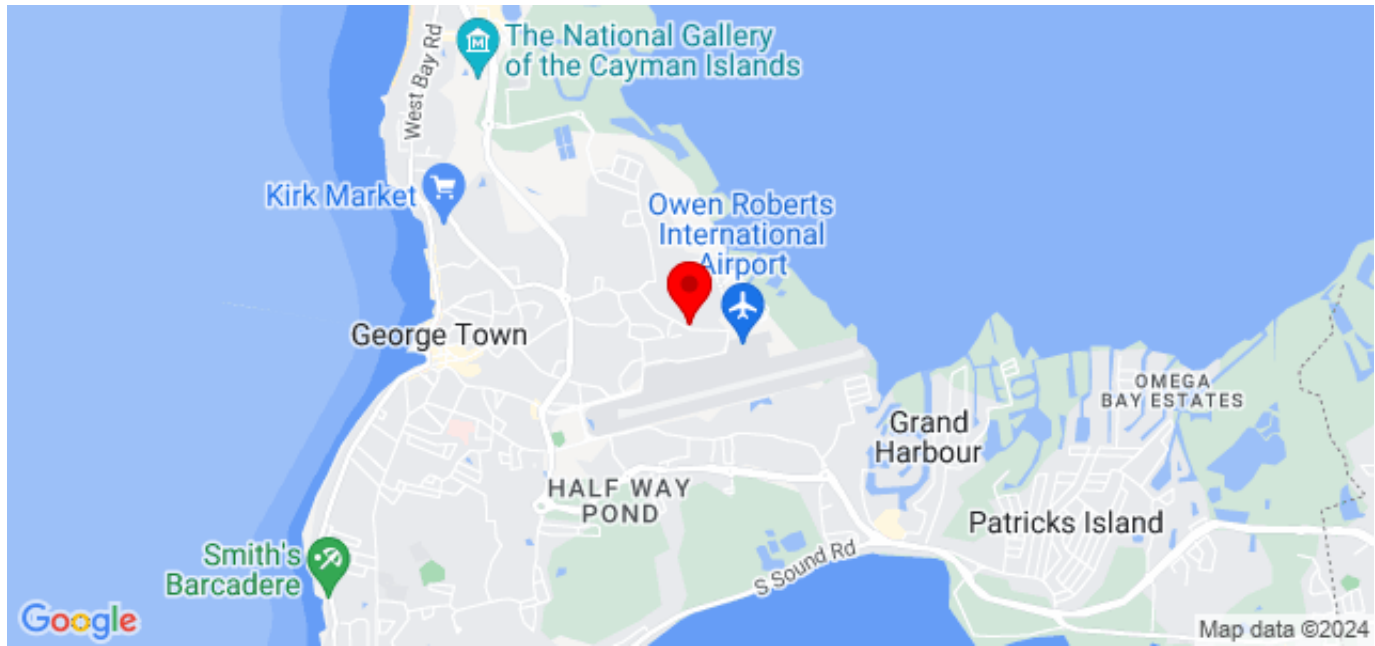 The National Gallery
of the Cayman Islands
West Bay Rd
Kirk Market
Owen Roberts
International
Airport
George Town
OMEGA
BAY ESTATES
Grand
Harbour
HALF WAY
POND
Patricks Island
Smith's
Barcadere
S Sound Rd
Google
Map data ©2024